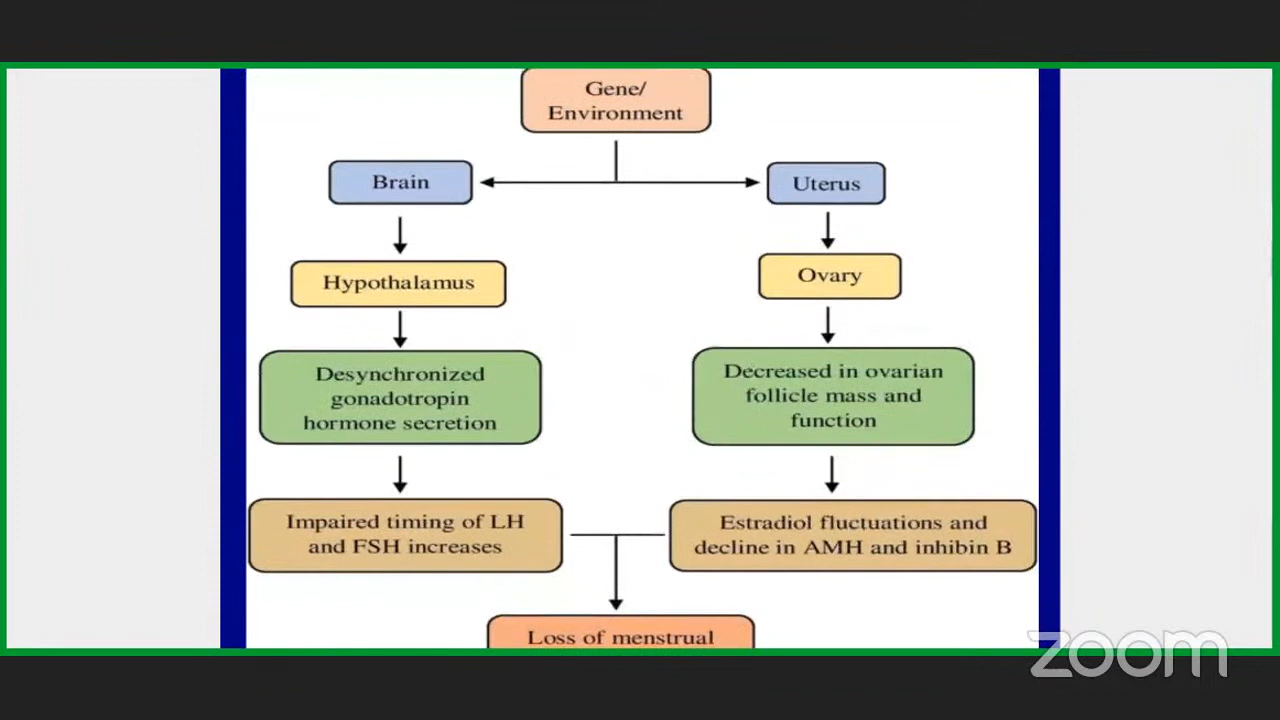 Gene/
Environment
Brain
Uterus
Hypothalamus
Ovary
Desynchronized
gonadotropin
hormone secretion
Decreased in ovarian
follicle mass and
function
Impaired timing of LH
and FSH increases
Estradiol fluctuations and
decline in AMH and inhibin B
Loss of menstrual
zoom